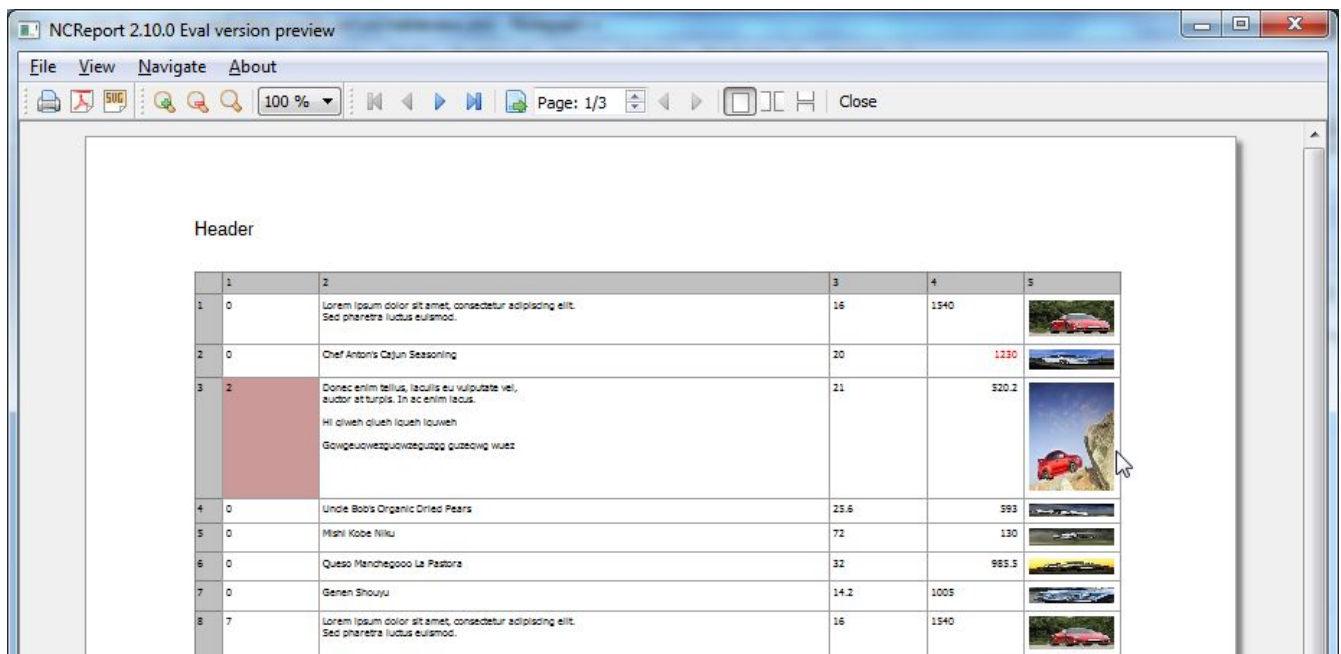 NCReport 2.10.0 Eval version preview
File View Navigate About
SVG 100 % Page: 1/3 Close
Header
1 2 3 4 5
1 0 Lorem ipsum dolor sit amet, consectetur adipiscing elit. 16 1540
Sed pharetra luctus euismod.
2 0 Chef Anton's Cajun Seasoning 20 1230
3 2 Donec enim tellus, iaculis eu vulputate vel, 21 520.2
auctor at turpis. In ac enim lacus.
Hi qiweh qiueh iqueh iquweh
Gqwgeuqwezguqwzeguzgg guzeqwg wuez
4 0 Uncle Bob's Organic Dried Pears 25.6 593
5 0 Mishi Kobe Niku 72 130
6 0 Queso Manchegooo La Pastora 32 985.5
7 0 Genen Shouyu 14.2 1005
8 7 Lorem ipsum dolor sit amet, consectetur adipiscing elit. 16 1540
Sed pharetra luctus euismod.